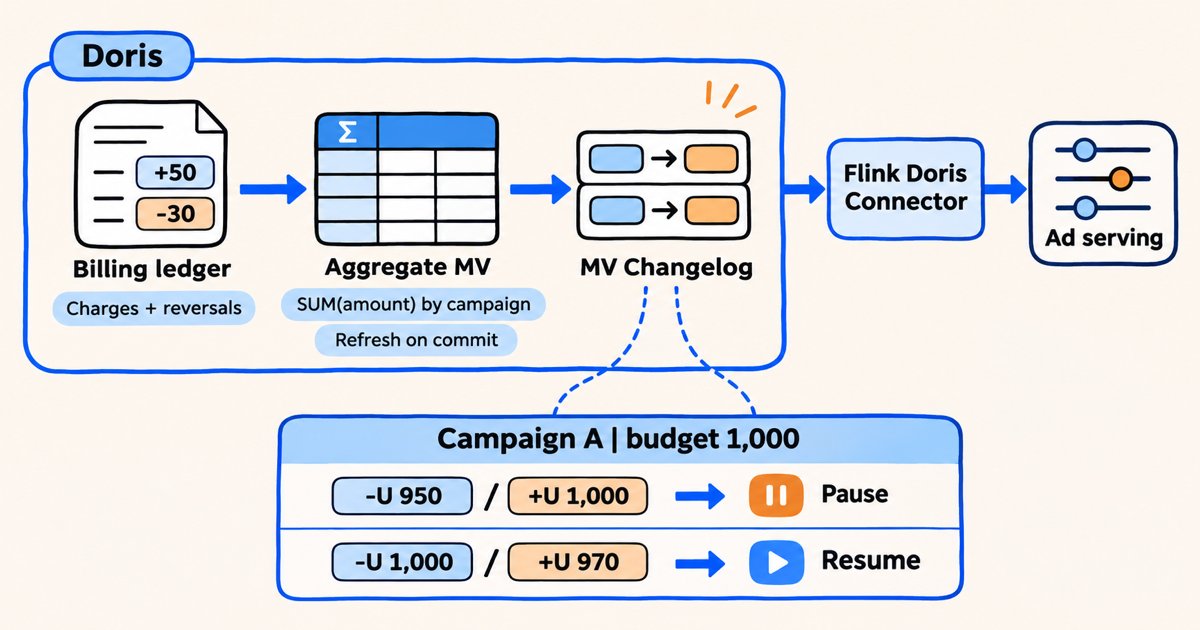 Doris
+50
-30
Σ
Billing ledger
Charges + reversals
Aggregate MV
SUM(amount) by campaign
Refresh on commit
MV Changelog
Flink Doris
Connector
Ad serving
Campaign A | budget 1,000
-U 950 / +U 1,000 Pause
-U 1,000 / +U 970 Resume